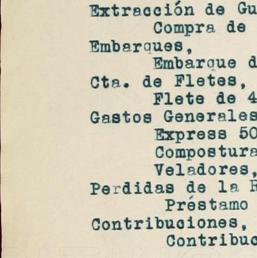 Extracción de Gu
Compra de
Embarques,
Embarque d
Cta. de Fletes,
Flete de 4
Gastos Generales
Express 50
Compostura
Veladores,
Perdidas de la R
Préstamo
Contribuciones,
Contribuc